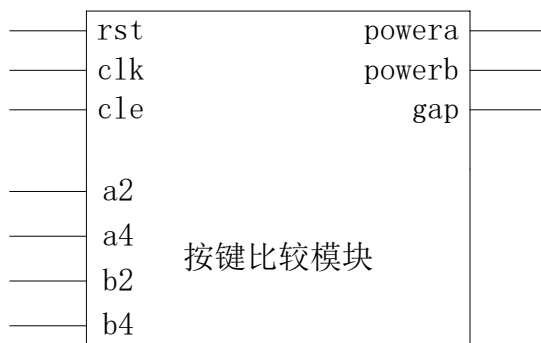 rst powera
clk powerb
cle gap
a2
a4
按键比较模块
b2
b4